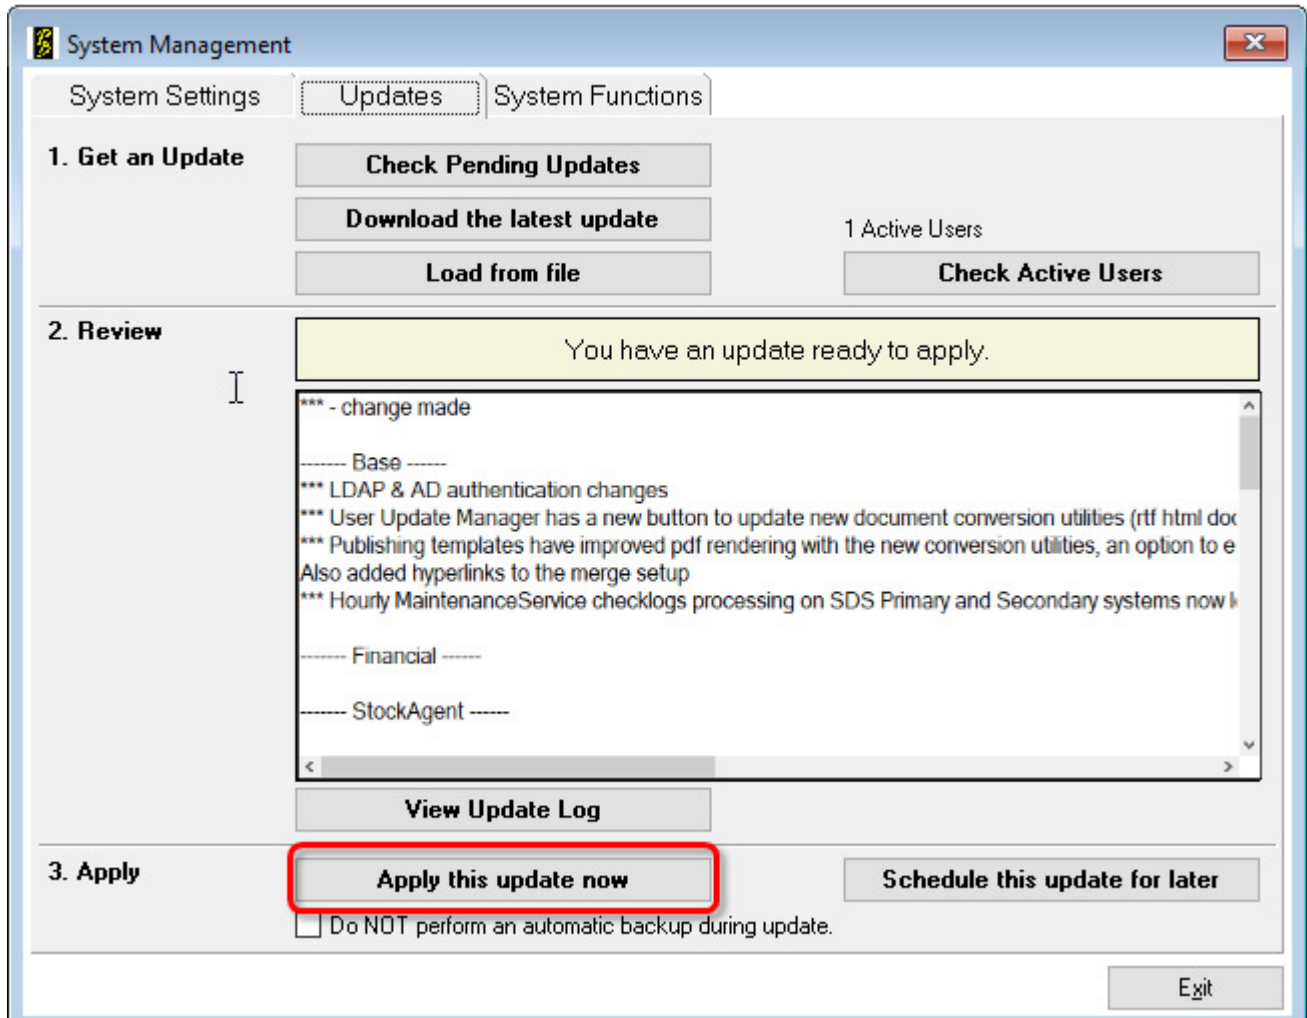 System Management
System Settings
Updates
System Functions
1. Get an Update
Check Pending Updates
Download the latest update
1 Active Users
Load from file
Check Active Users
2. Review
You have an update ready to apply.
*** - change made
------- Base ------
*** LDAP & AD authentication changes
*** User Update Manager has a new button to update new document conversion utilities (rtf html doc
*** Publishing templates have improved pdf rendering with the new conversion utilities, an option to e
Also added hyperlinks to the merge setup
*** Hourly MaintenanceService checklogs processing on SDS Primary and Secondary systems now
------- Financial ------
------- StockAgent ------
View Update Log
3. Apply
Apply this update now
Schedule this update for later
Do NOT perform an automatic backup during update.
Exit